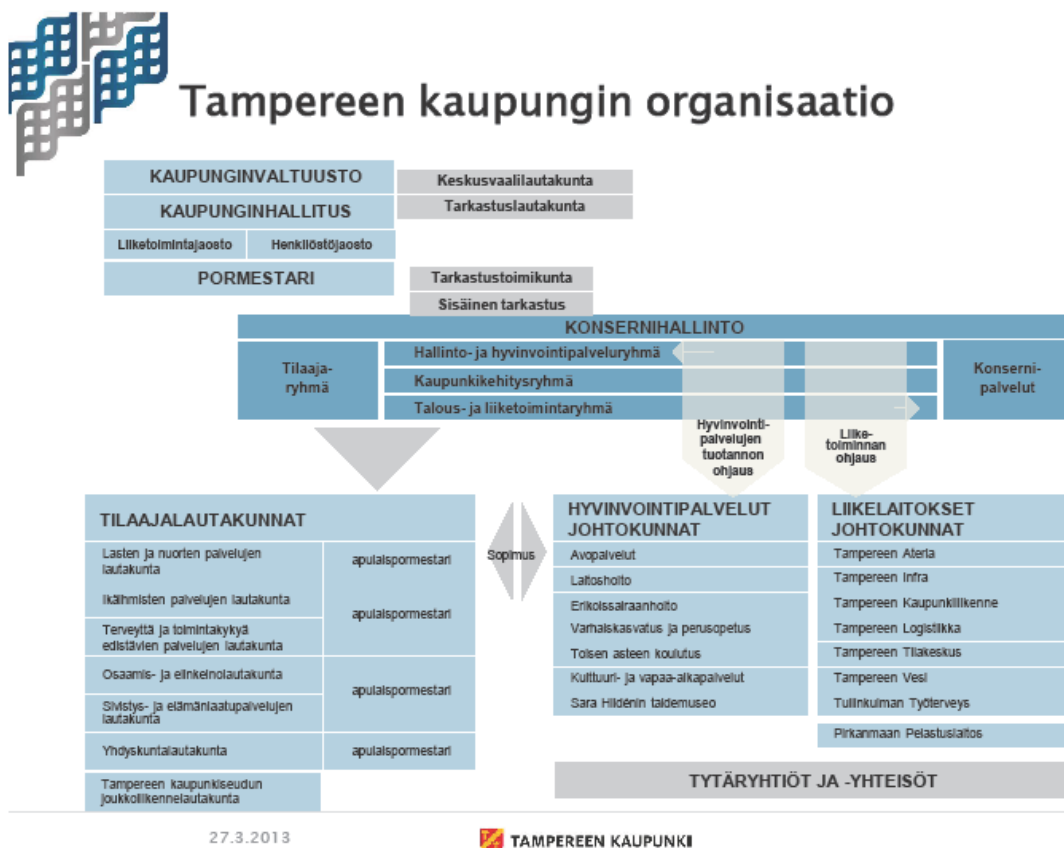 Tampereen kaupungin organisaatio
KAUPUNGINVALTUUSTO
Keskusvaalilautakunta
KAUPUNGINHALLITUS
Tarkastuslautakunta
Liiketoimintajaosto
Henkilöstöjaosto
PORMESTARI
Tarkastustoimikunta
Sisäinen tarkastus
KONSERNIHALLINTO
Tilaaja-
ryhmä
Hallinto- ja hyvinvointipalveluryhmä
Kaupunkikehitysryhmä
Talous- ja liiketoimintaryhmä
Konserni-
palvelut
Hyvinvointi-
palvelujen
tuotannon
ohjaus
Liike-
toiminnan
ohjaus
TILAAJALAUTAKUNNAT
Lasten ja nuorten palvelujen
lautakunta
apulaispormestari
Ikäihmisten palvelujen lautakunta
apulaispormestari
Terveyttä ja toimintakykyä
edistävien palvelujen lautakunta
Osaamis- ja elinkeinolautakunta
apulaispormestari
Sivistys- ja elämänlaatupalvelujen
lautakunta
Yhdyskuntalautakunta
apulaispormestari
Tampereen kaupunkiseudun
joukkoliikennelautakunta
Sopimus
HYVINVOINTIPALVELUT
JOHTOKUNNAT
Avopalvelut
Laitoshoito
Erikoissairaanhoito
Varhaiskasvatus ja perusopetus
Toisen asteen koulutus
Kulttuuri- ja vapaa-aikapalvelut
Sara Hildénin taidemuseo
LIIKELAITOKSET
JOHTOKUNNAT
Tampereen Ateria
Tampereen Infra
Tampereen Kaupunkiliikenne
Tampereen Logistiikka
Tampereen Tilakeskus
Tampereen Vesi
Tullinkulman Työterveys
Pirkanmaan Pelastuslaitos
TYTÄRYHTIÖT JA -YHTEISÖT
27.3.2013
TAMPEREEN KAUPUNKI